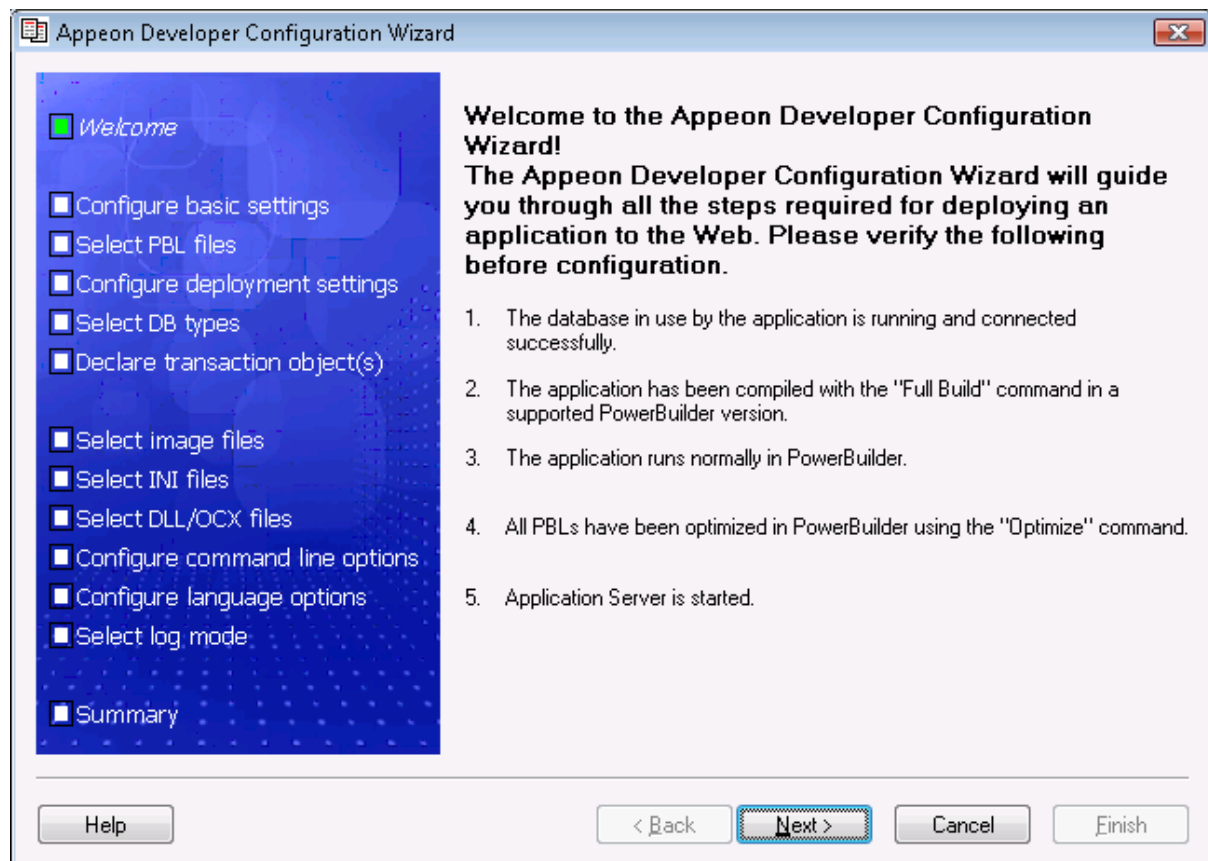 Appeon Developer Configuration Wizard
Welcome
Configure basic settings
Select PBL files
Configure deployment settings
Select DB types
Declare transaction object(s)
Select image files
Select INI files
Select DLL/OCX files
Configure command line options
Configure language options
Select log mode
Summary
Welcome to the Appeon Developer Configuration
Wizard!
The Appeon Developer Configuration Wizard will guide
you through all the steps required for deploying an
application to the Web. Please verify the following
before configuration.
1. The database in use by the application is running and connected
successfully.
2. The application has been compiled with the "Full Build" command in a
supported PowerBuilder version.
3. The application runs normally in PowerBuilder.
4. All PBLs have been optimized in PowerBuilder using the "Optimize" command.
5. Application Server is started.
Help
< Back
Next >
Cancel
Finish